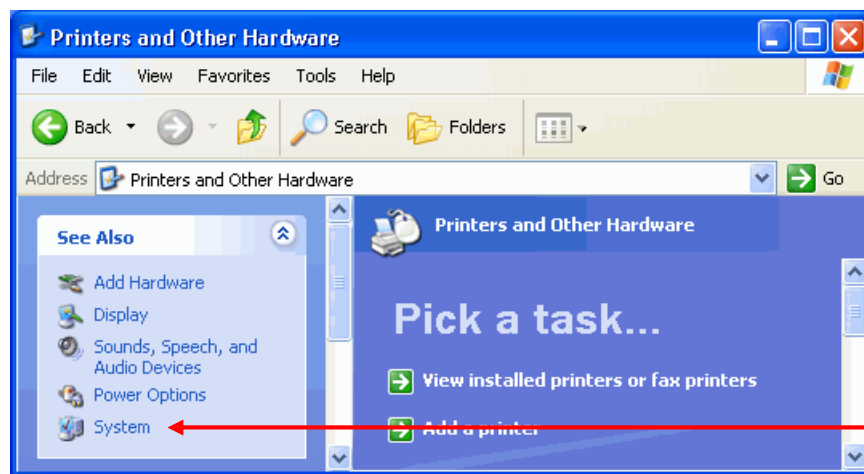 Printers and Other Hardware
File Edit View Favorites Tools Help
Back Search Folders
Address Printers and Other Hardware Go
See Also
Add Hardware
Display
Sounds, Speech, and
Audio Devices
Power Options
System
Printers and Other Hardware
Pick a task...
View installed printers or fax printers
Add a printer